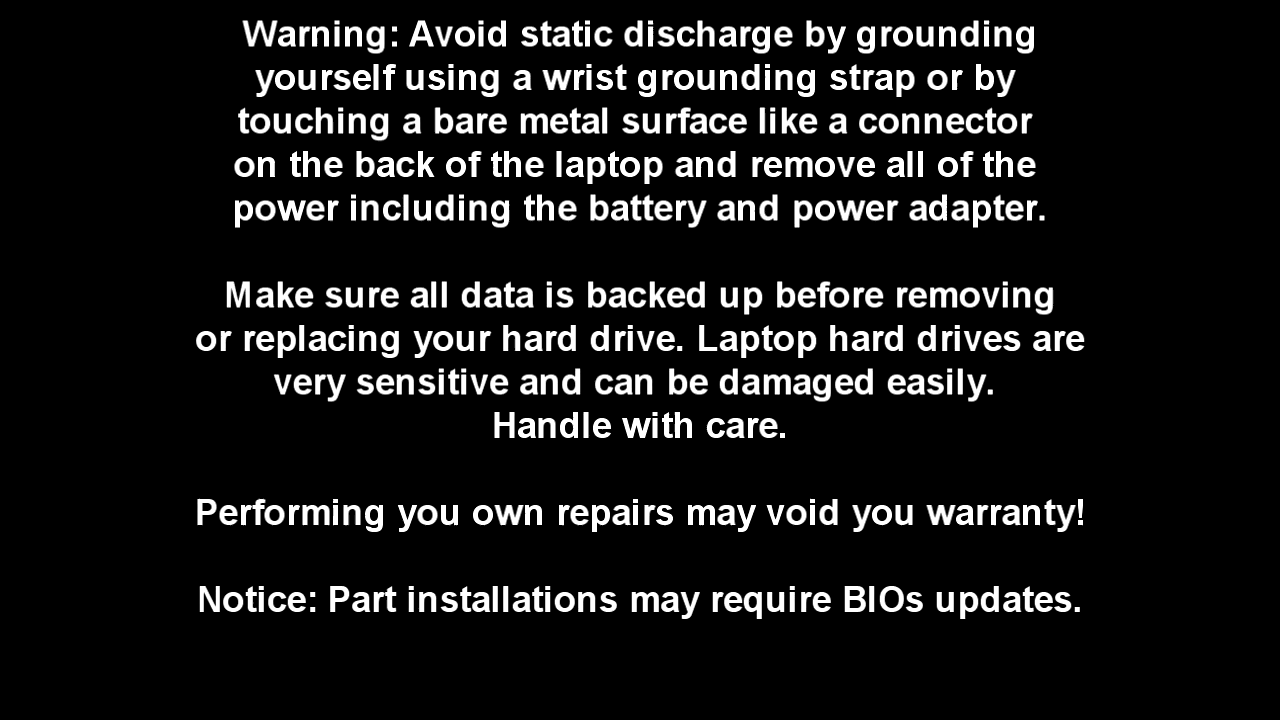 Warning: Avoid static discharge by grounding
yourself using a wrist grounding strap or by
touching a bare metal surface like a connector
on the back of the laptop and remove all of the
power including the battery and power adapter.
Make sure all data is backed up before removing
or replacing your hard drive. Laptop hard drives are
very sensitive and can be damaged easily.
Handle with care.
Performing you own repairs may void you warranty!
Notice: Part installations may require BIOs updates.